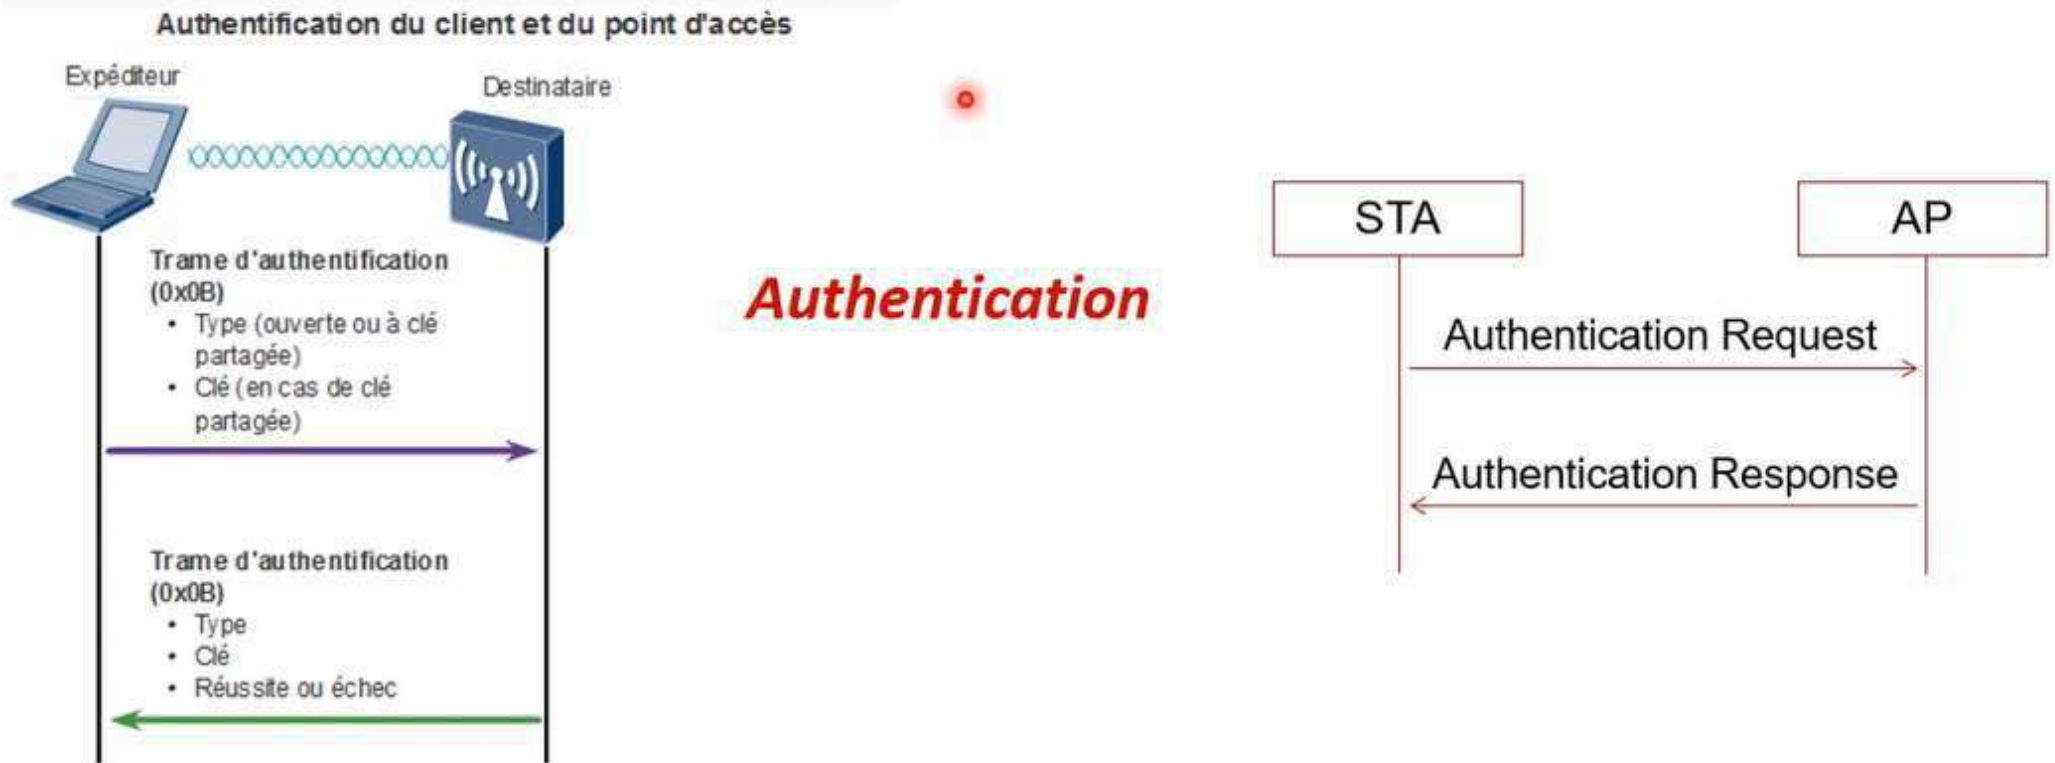 Authentification du client et du point d'accès
Expéditeur
Destinataire
Trame d'authentification
(0x0B)
• Type (ouverte ou à clé
partagée)
• Clé (en cas de clé
partagée)
Trame d'authentification
(0x0B)
• Type
• Clé
• Réussite ou échec
Authentication
STA
AP
Authentication Request
Authentication Response